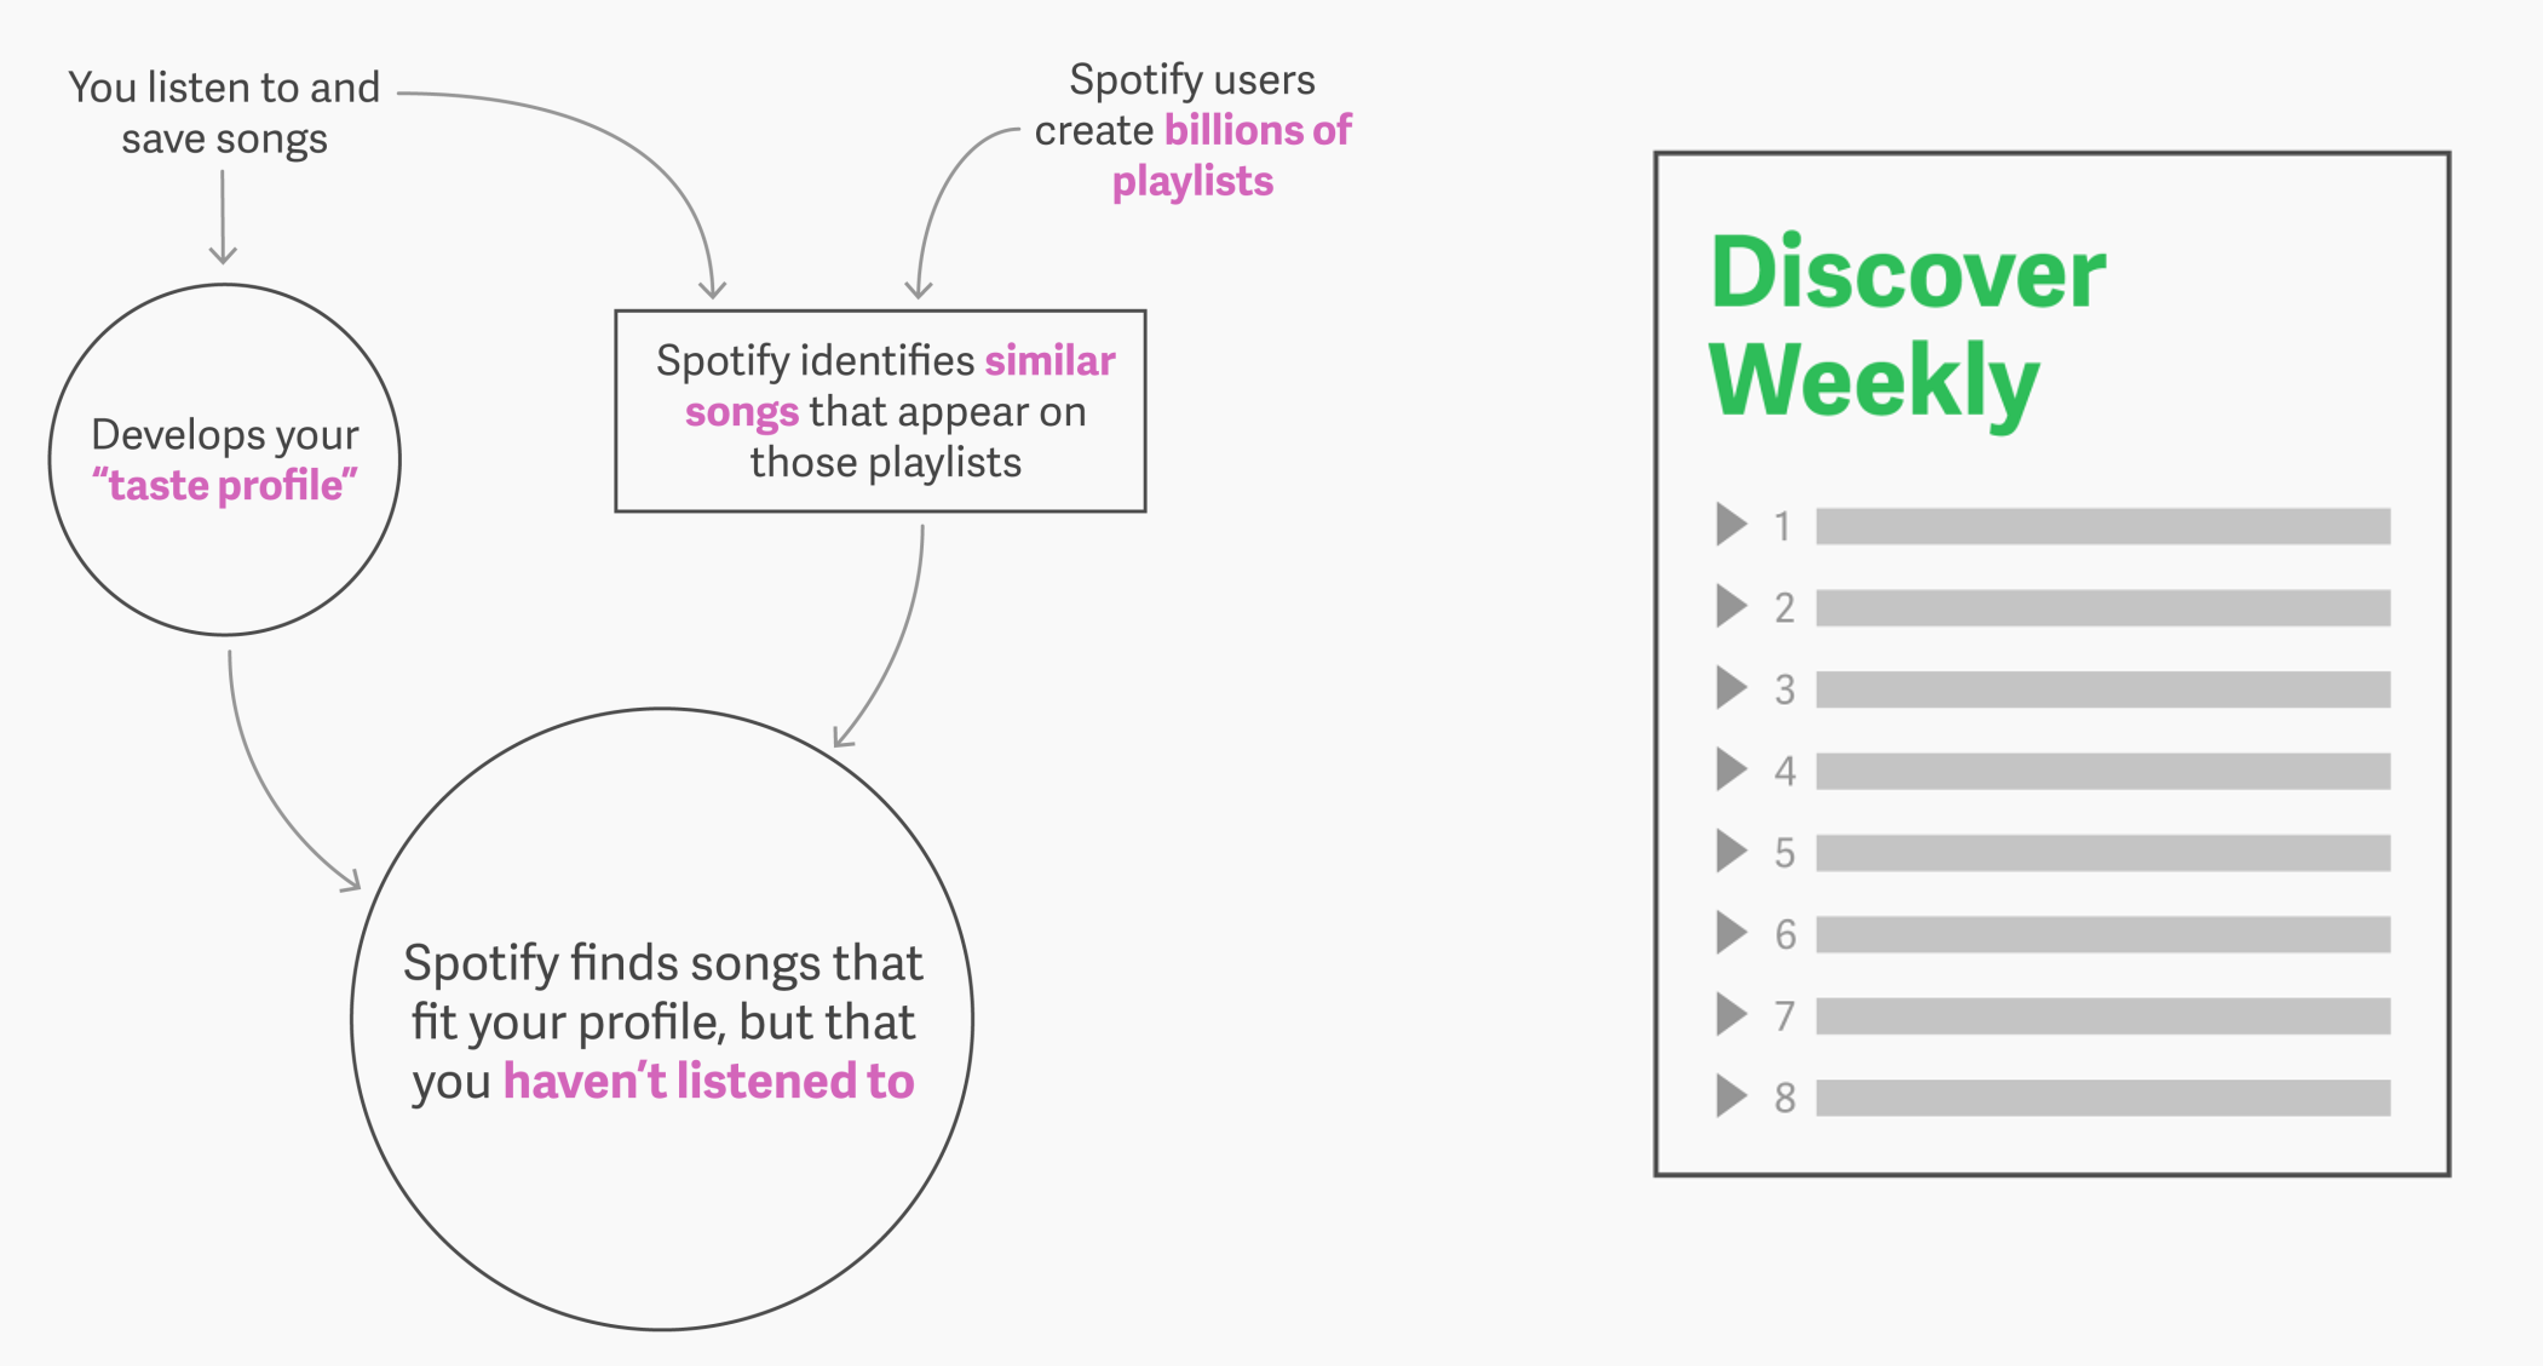 You listen to and
save songs
Spotify users
create billions of
playlists
Develops your
“taste profile”
Spotify identifies similar
songs that appear on
those playlists
Spotify finds songs that
fit your profile, but that
you haven’t listened to
Discover
Weekly
1
2
3
4
5
6
7
8